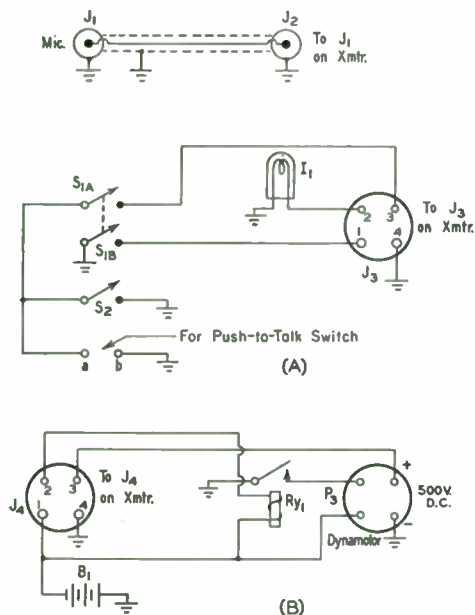 J1
J2
Mic.
To J1
on Xmtr.
S1A
I1
2 3
To J3
on Xmtr.
1 4
S1B
J3
S2
For Push-to-Talk Switch
a b
(A)
2 3
To J4
on Xmtr.
J4
1 4
+
P3
500V.
D.C.
Ry1
-
Dynamotor
B1
(B)